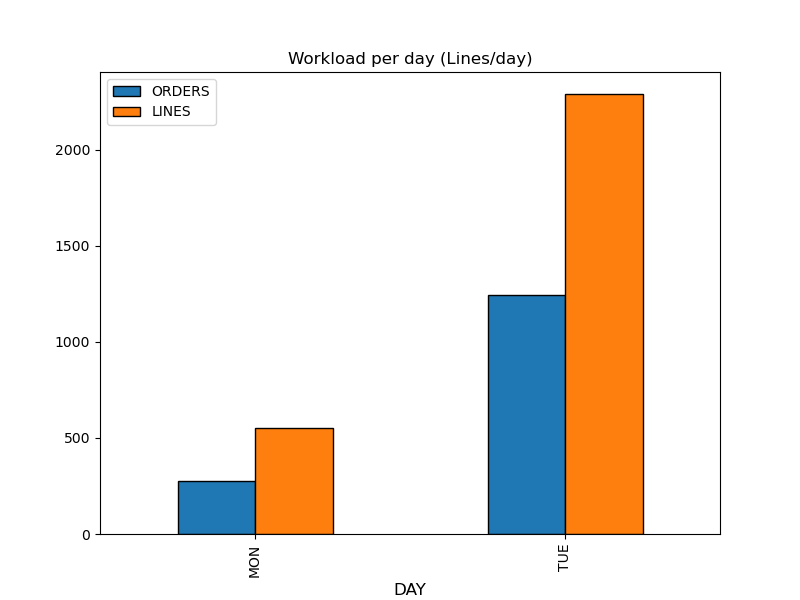 Workload per day (Lines/day)
ORDERS
LINES
2000
1500
1000
500
0
MON
TUE
DAY